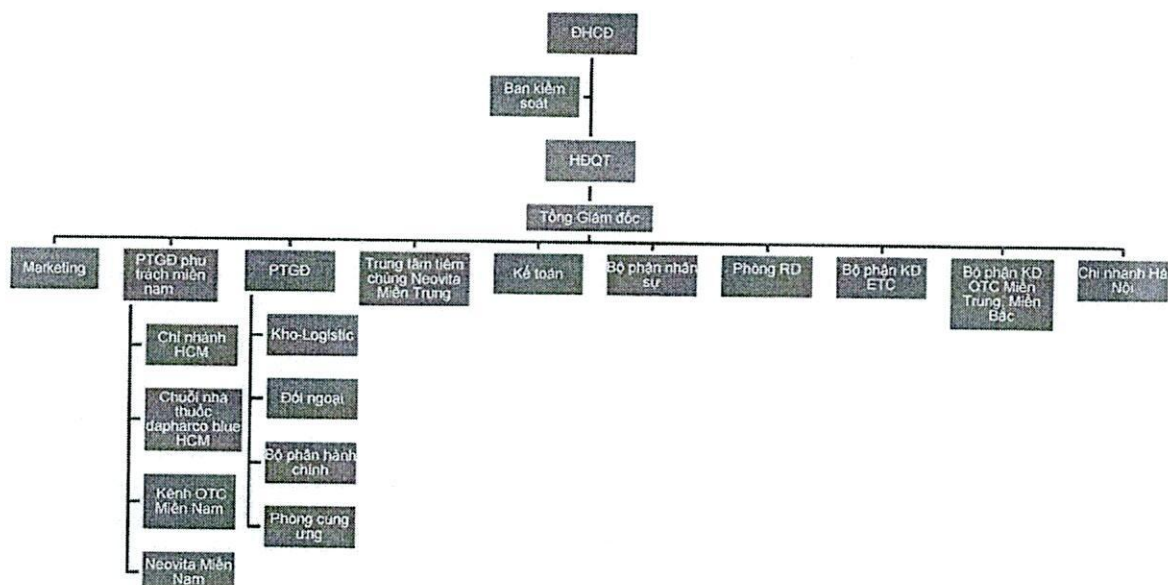 ĐHCĐ
Ban kiểm
soát
HĐQT
Tổng Giám đốc
Marketing
PTGĐ phụ
trách miền
nam
PTGĐ
Trung tâm tiêm
chủng Neovita
Miền Trung
Kế toán
Bộ phận nhân
sự
Phòng RD
Bộ phận KD
ETC
Bộ phận KD
OTC Miền
Trung, Miền
Bắc
Chi nhánh Hà
Nội
Chi nhánh
HCM
Chuỗi nhà
thuốc
dapharco blue
HCM
Kênh OTC
Miền Nam
Neovita Miền
Nam
Kho-Logistic
Đối ngoại
Bộ phận hành
chính
Phòng cung
ứng